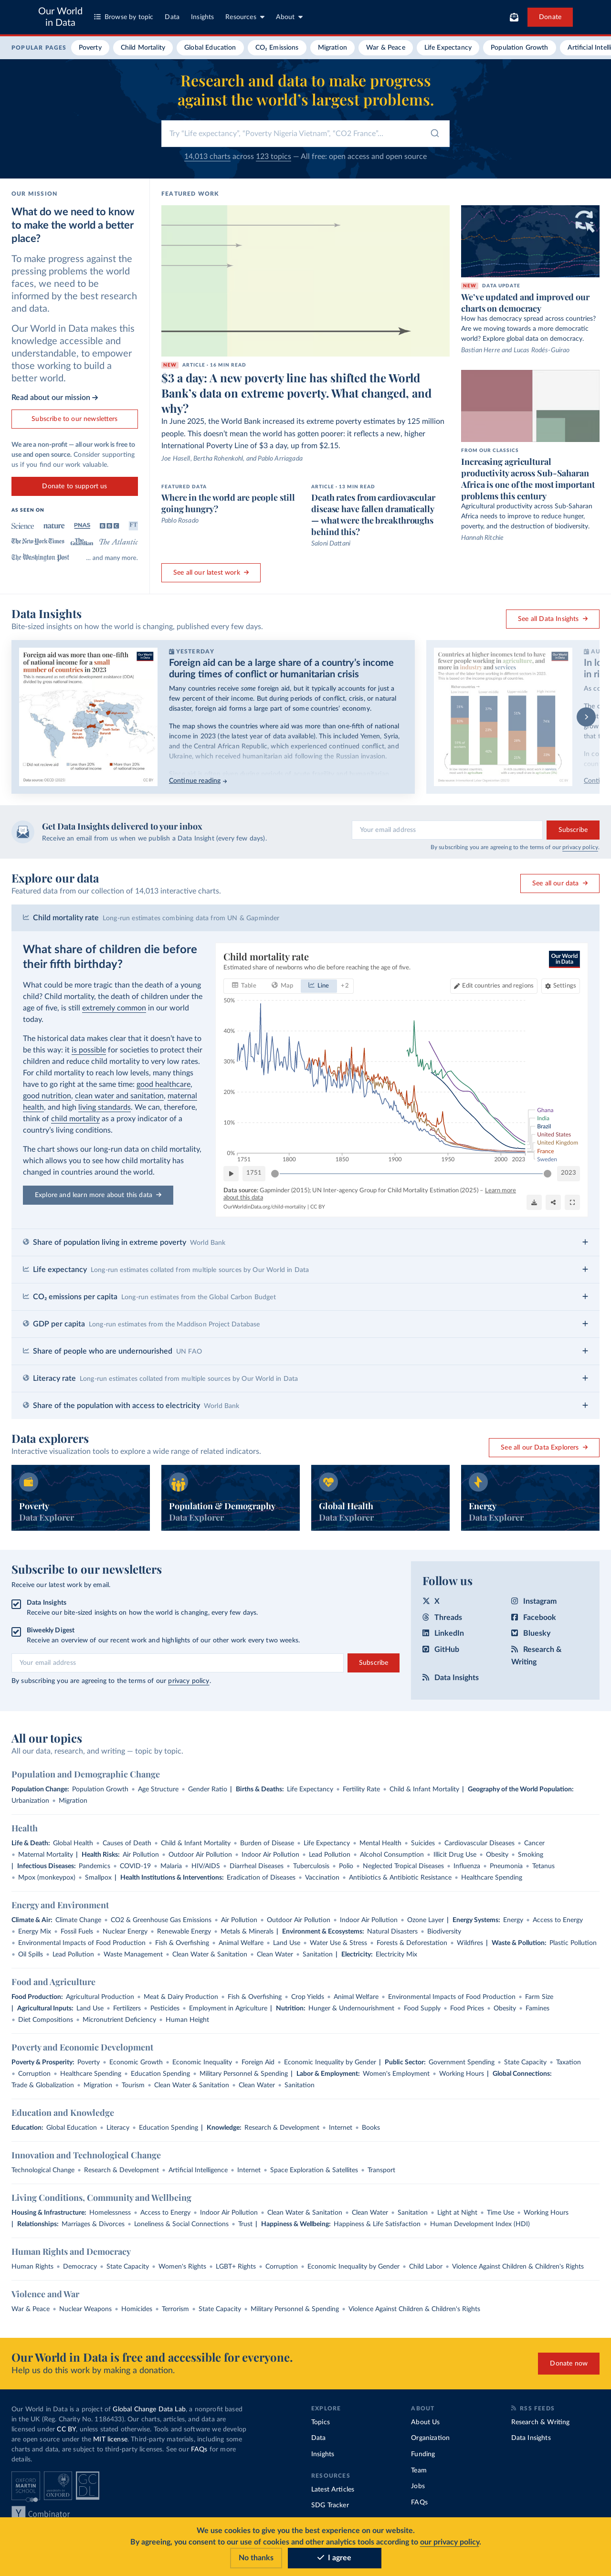 Our World
in Data
Browse by topic
Data
Insights
Resources
About
Donate
POPULAR PAGES
Poverty
Child Mortality
Global Education
CO₂ Emissions
Migration
War & Peace
Life Expectancy
Population Growth
Artificial Intelli
Research and data to make progress
against the world's largest problems.
Try "Life expectancy", "Poverty Nigeria Vietnam", "CO2 France"...
14,013 charts across 123 topics — All free: open access and open source
OUR MISSION
What do we need to know
to make the world a better
place?
To make progress against the
pressing problems the world
faces, we need to be
informed by the best research
and data.
Our World in Data makes this
knowledge accessible and
understandable, to empower
those working to build a
better world.
Read about our mission →
Subscribe to our newsletters
We are a non-profit — all our work is free to
use and open source. Consider supporting
us if you find our work valuable.
Donate to support us
AS SEEN ON
Science
nature
PNAS
BBC
FT
The New York Times
The Guardian
The Atlantic
The Washington Post
... and many more.
FEATURED WORK
NEW ARTICLE · 16 MIN READ
$3 a day: A new poverty line has shifted the World
Bank's data on extreme poverty. What changed, and
why?
In June 2025, the World Bank increased its extreme poverty estimates by 125 million
people. This doesn't mean the world has gotten poorer: it reflects a new, higher
International Poverty Line of $3 a day, up from $2.15.
Joe Hasell, Bertha Rohenkohl, and Pablo Arriagada
FEATURED DATA
Where in the world are people still
going hungry?
Pablo Rosado
ARTICLE · 13 MIN READ
Death rates from cardiovascular
disease have fallen dramatically
— what were the breakthroughs
behind this?
Saloni Dattani
See all our latest work →
NEW DATA UPDATE
We've updated and improved our
charts on democracy
How has democracy spread across countries?
Are we moving towards a more democratic
world? Explore global data on democracy.
Bastian Herre and Lucas Rodés-Guirao
FROM OUR CLASSICS
Increasing agricultural
productivity across Sub-Saharan
Africa is one of the most important
problems this century
Agricultural productivity across Sub-Saharan
Africa needs to improve to reduce hunger,
poverty, and the destruction of biodiversity.
Hannah Ritchie
Data Insights
Bite-sized insights on how the world is changing, published every few days.
See all Data Insights →
Foreign aid was more than 1%
of national income for a small
number of countries in 2023
YESTERDAY
Foreign aid can be a large share of a country's income
during times of conflict or humanitarian crisis
Many countries receive some foreign aid, but it typically accounts for just a
few percent of their income. But during periods of conflict, crisis, or natural
disaster, foreign aid forms a large part of some countries' economy.
The map shows the countries where aid was more than one-fifth of national
income in 2023 (the latest year of data available). This included Yemen, Syria,
and the Central African Republic, which experienced continued conflict, and
Ukraine, which received humanitarian aid following the Russian invasion.
Continue reading →
Countries at higher incomes tend to have
fewer people working in agriculture, and
more in industry and services
Get Data Insights delivered to your inbox
Receive an email from us when we publish a Data Insight (every few days).
Your email address
Subscribe
By subscribing you are agreeing to the terms of our privacy policy.
Explore our data
Featured data from our collection of 14,013 interactive charts.
See all our data →
Child mortality rate Long-run estimates combining data from UN & Gapminder
What share of children die before
their fifth birthday?
What could be more tragic than the death of a young
child? Child mortality, the death of children under the
age of five, is still extremely common in our world
today.
The historical data makes clear that it doesn't have to
be this way: it is possible for societies to protect their
children and reduce child mortality to very low rates.
For child mortality to reach low levels, many things
have to go right at the same time: good healthcare,
good nutrition, clean water and sanitation, maternal
health, and high living standards. We can, therefore,
think of child mortality as a proxy indicator of a
country's living conditions.
The chart shows our long-run data on child mortality,
which allows you to see how child mortality has
changed in countries around the world.
Explore and learn more about this data →
Child mortality rate
Estimated share of newborns who die before reaching the age of five.
Our World
in Data
Table
Map
Line
+2
Edit countries and regions
Settings
50%
40%
30%
20%
10%
0%
1751
1800
1850
1900
1950
2000
2023
Ghana
India
Brazil
United States
United Kingdom
France
Sweden
1751
2023
Data source: Gapminder (2015); UN Inter-agency Group for Child Mortality Estimation (2025) – Learn more
about this data
OurWorldinData.org/child-mortality | CC BY
Share of population living in extreme poverty World Bank
Life expectancy Long-run estimates collated from multiple sources by Our World in Data
CO₂ emissions per capita Long-run estimates from the Global Carbon Budget
GDP per capita Long-run estimates from the Maddison Project Database
Share of people who are undernourished UN FAO
Literacy rate Long-run estimates collated from multiple sources by Our World in Data
Share of the population with access to electricity World Bank
Data explorers
Interactive visualization tools to explore a wide range of related indicators.
See all our Data Explorers →
Poverty
Data Explorer
Population & Demography
Data Explorer
Global Health
Data Explorer
Energy
Data Explorer
Subscribe to our newsletters
Receive our latest work by email.
Data Insights
Receive our bite-sized insights on how the world is changing, every few days.
Biweekly Digest
Receive an overview of our recent work and highlights of our other work every two weeks.
Your email address
Subscribe
By subscribing you are agreeing to the terms of our privacy policy.
Follow us
X
Instagram
Threads
Facebook
LinkedIn
Bluesky
GitHub
Research &
Writing
Data Insights
All our topics
All our data, research, and writing — topic by topic.
Population and Demographic Change
Population Change: Population Growth • Age Structure • Gender Ratio | Births & Deaths: Life Expectancy • Fertility Rate • Child & Infant Mortality | Geography of the World Population:
Urbanization • Migration
Health
Life & Death: Global Health • Causes of Death • Child & Infant Mortality • Burden of Disease • Life Expectancy • Mental Health • Suicides • Cardiovascular Diseases • Cancer
• Maternal Mortality | Health Risks: Air Pollution • Outdoor Air Pollution • Indoor Air Pollution • Lead Pollution • Alcohol Consumption • Illicit Drug Use • Obesity • Smoking
| Infectious Diseases: Pandemics • COVID-19 • Malaria • HIV/AIDS • Diarrheal Diseases • Tuberculosis • Polio • Neglected Tropical Diseases • Influenza • Pneumonia • Tetanus
• Mpox (monkeypox) • Smallpox | Health Institutions & Interventions: Eradication of Diseases • Vaccination • Antibiotics & Antibiotic Resistance • Healthcare Spending
Energy and Environment
Climate & Air: Climate Change • CO2 & Greenhouse Gas Emissions • Air Pollution • Outdoor Air Pollution • Indoor Air Pollution • Ozone Layer | Energy Systems: Energy • Access to Energy
• Energy Mix • Fossil Fuels • Nuclear Energy • Renewable Energy • Metals & Minerals | Environment & Ecosystems: Natural Disasters • Biodiversity
• Environmental Impacts of Food Production • Fish & Overfishing • Animal Welfare • Land Use • Water Use & Stress • Forests & Deforestation • Wildfires | Waste & Pollution: Plastic Pollution
• Oil Spills • Lead Pollution • Waste Management • Clean Water & Sanitation • Clean Water • Sanitation | Electricity: Electricity Mix
Food and Agriculture
Food Production: Agricultural Production • Meat & Dairy Production • Fish & Overfishing • Crop Yields • Animal Welfare • Environmental Impacts of Food Production • Farm Size
| Agricultural Inputs: Land Use • Fertilizers • Pesticides • Employment in Agriculture | Nutrition: Hunger & Undernourishment • Food Supply • Food Prices • Obesity • Famines
• Diet Compositions • Micronutrient Deficiency • Human Height
Poverty and Economic Development
Poverty & Prosperity: Poverty • Economic Growth • Economic Inequality • Foreign Aid • Economic Inequality by Gender | Public Sector: Government Spending • State Capacity • Taxation
• Corruption • Healthcare Spending • Education Spending • Military Personnel & Spending | Labor & Employment: Women's Employment • Working Hours | Global Connections:
Trade & Globalization • Migration • Tourism • Clean Water & Sanitation • Clean Water • Sanitation
Education and Knowledge
Education: Global Education • Literacy • Education Spending | Knowledge: Research & Development • Internet • Books
Innovation and Technological Change
Technological Change • Research & Development • Artificial Intelligence • Internet • Space Exploration & Satellites • Transport
Living Conditions, Community and Wellbeing
Housing & Infrastructure: Homelessness • Access to Energy • Indoor Air Pollution • Clean Water & Sanitation • Clean Water • Sanitation • Light at Night • Time Use • Working Hours
| Relationships: Marriages & Divorces • Loneliness & Social Connections • Trust | Happiness & Wellbeing: Happiness & Life Satisfaction • Human Development Index (HDI)
Human Rights and Democracy
Human Rights • Democracy • State Capacity • Women's Rights • LGBT+ Rights • Corruption • Economic Inequality by Gender • Child Labor • Violence Against Children & Children's Rights
Violence and War
War & Peace • Nuclear Weapons • Homicides • Terrorism • State Capacity • Military Personnel & Spending • Violence Against Children & Children's Rights
Our World in Data is free and accessible for everyone.
Help us do this work by making a donation.
Donate now
Our World in Data is a project of Global Change Data Lab, a nonprofit based
in the UK (Reg. Charity No. 1186433). Our charts, articles, and data are
licensed under CC BY, unless stated otherwise. Tools and software we develop
are open source under the MIT license. Third-party materials, including some
charts and data, are subject to third-party licenses. See our FAQs for more
details.
OXFORD
MARTIN
SCHOOL
UNIVERSITY OF
OXFORD
GC
DL
Y Combinator
EXPLORE
Topics
Data
Insights
RESOURCES
Latest Articles
SDG Tracker
ABOUT
About Us
Organization
Funding
Team
Jobs
FAQs
RSS FEEDS
Research & Writing
Data Insights
We use cookies to give you the best experience on our website.
By agreeing, you consent to our use of cookies and other analytics tools according to our privacy policy.
No thanks
I agree